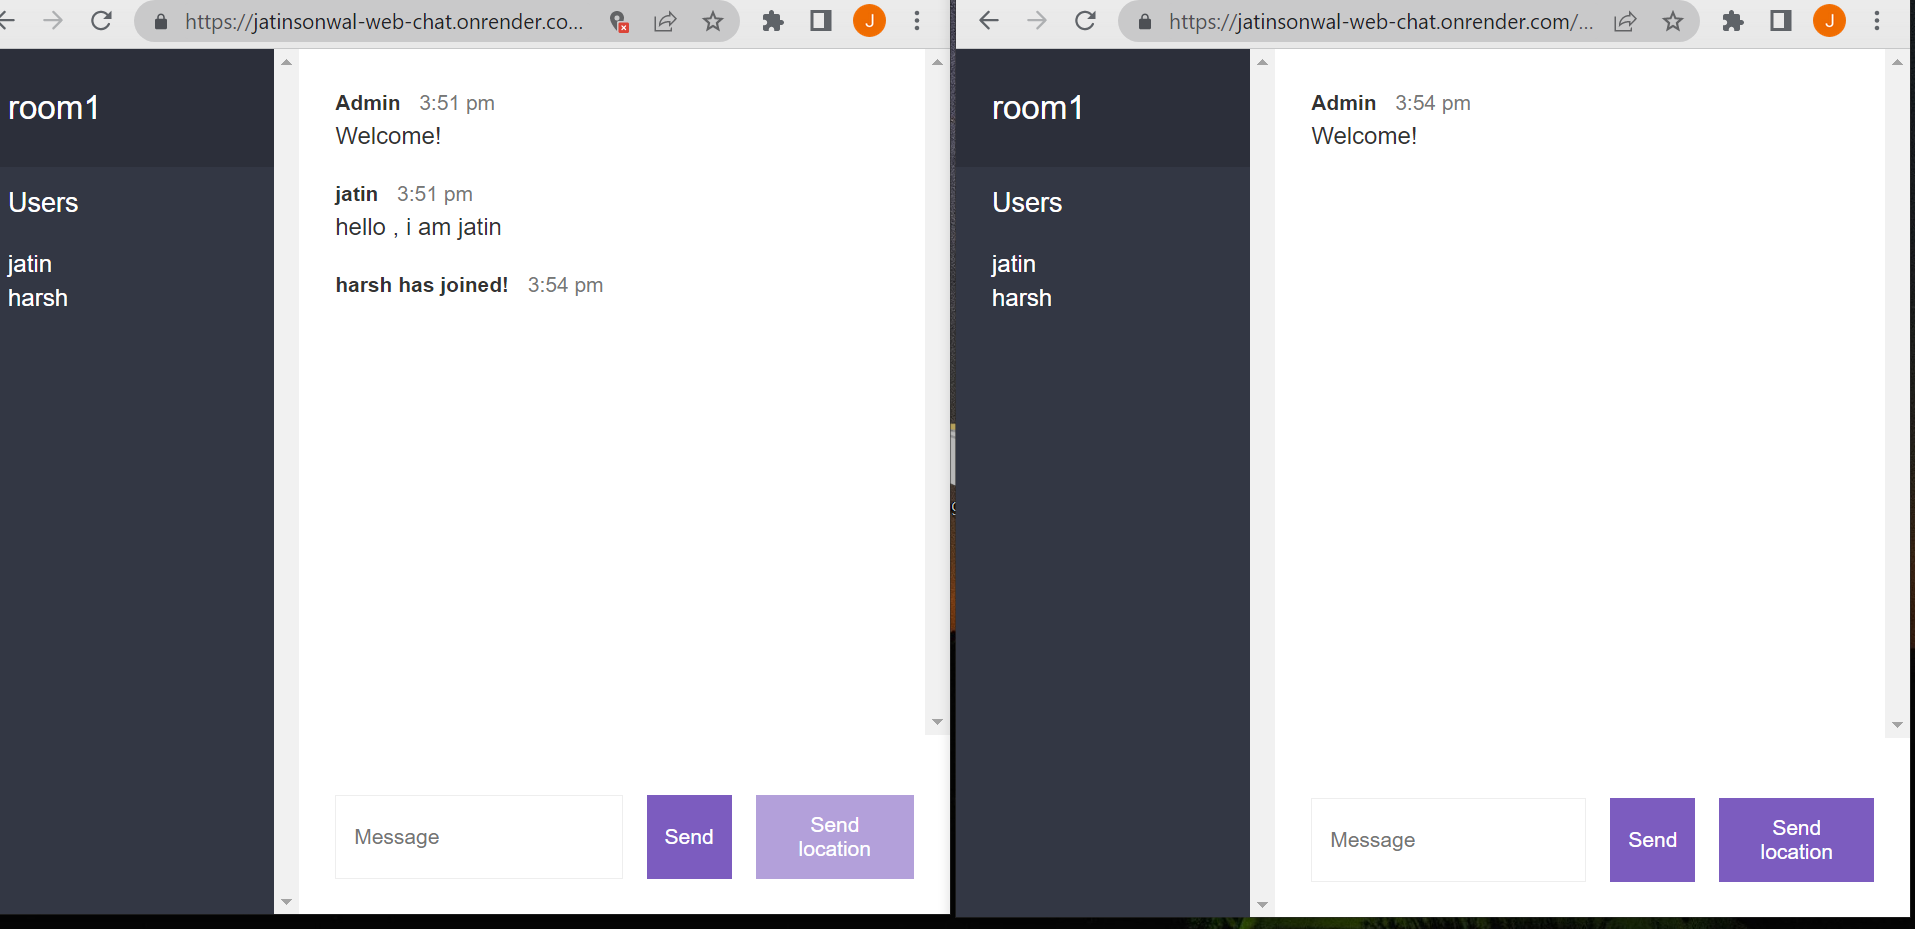 https://jatinsonwal-web-chat.onrender.co...
J
room1
Users
jatin
harsh
Admin 3:51 pm
Welcome!
jatin 3:51 pm
hello , i am jatin
harsh has joined! 3:54 pm
Message
Send
Send
location
https://jatinsonwal-web-chat.onrender.com/...
J
room1
Users
jatin
harsh
Admin 3:54 pm
Welcome!
Message
Send
Send
location